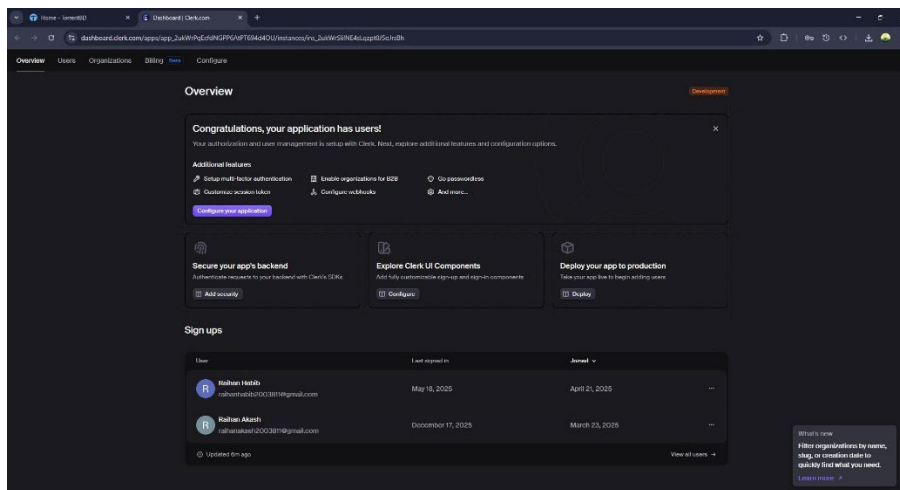 Home - TorrentBD
Dashboard | Clerk.com
Overview Users Organizations Billing Beta Configure
Overview
Development
Congratulations, your application has users!
Your authorization and user management is setup with Clerk. Next, explore additional features and configuration options.
Additional features
Setup multi-factor authentication Enable organizations for B2B Go passwordless
Customize session token Configure webhooks And more...
Configure your application
Secure your app's backend Explore Clerk UI Components Deploy your app to production
Authenticate requests to your backend with Clerk's SDKs Add fully customizable sign-up and sign-in components Take your app live to begin adding users
Add security Configure Deploy
Sign ups
User Last signed in Joined
R Raihan Habib May 18, 2025 April 21, 2025
R Raihan Akash December 17, 2025 March 23, 2025
Updated 6m ago View all users →
What's new
Filter organizations by name,
slug, or creation date to
quickly find what you need.
Learn more